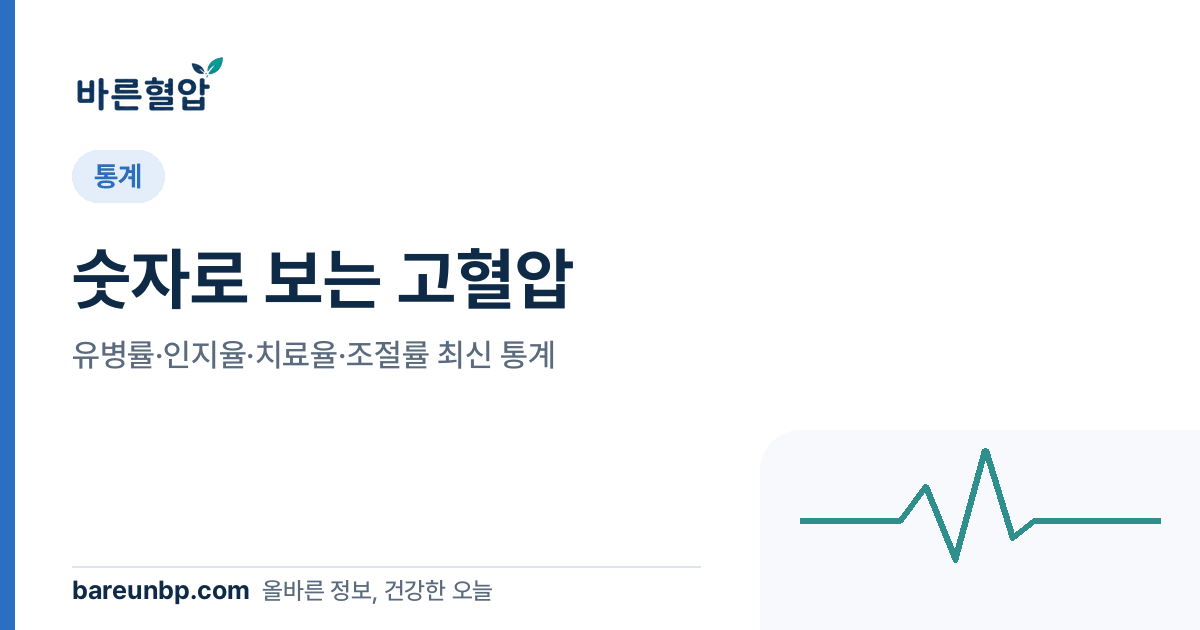 바른혈압
통계
숫자로 보는 고혈압
유병률·인지율·치료율·조절률 최신 통계
bareunbp.com 올바른 정보, 건강한 오늘